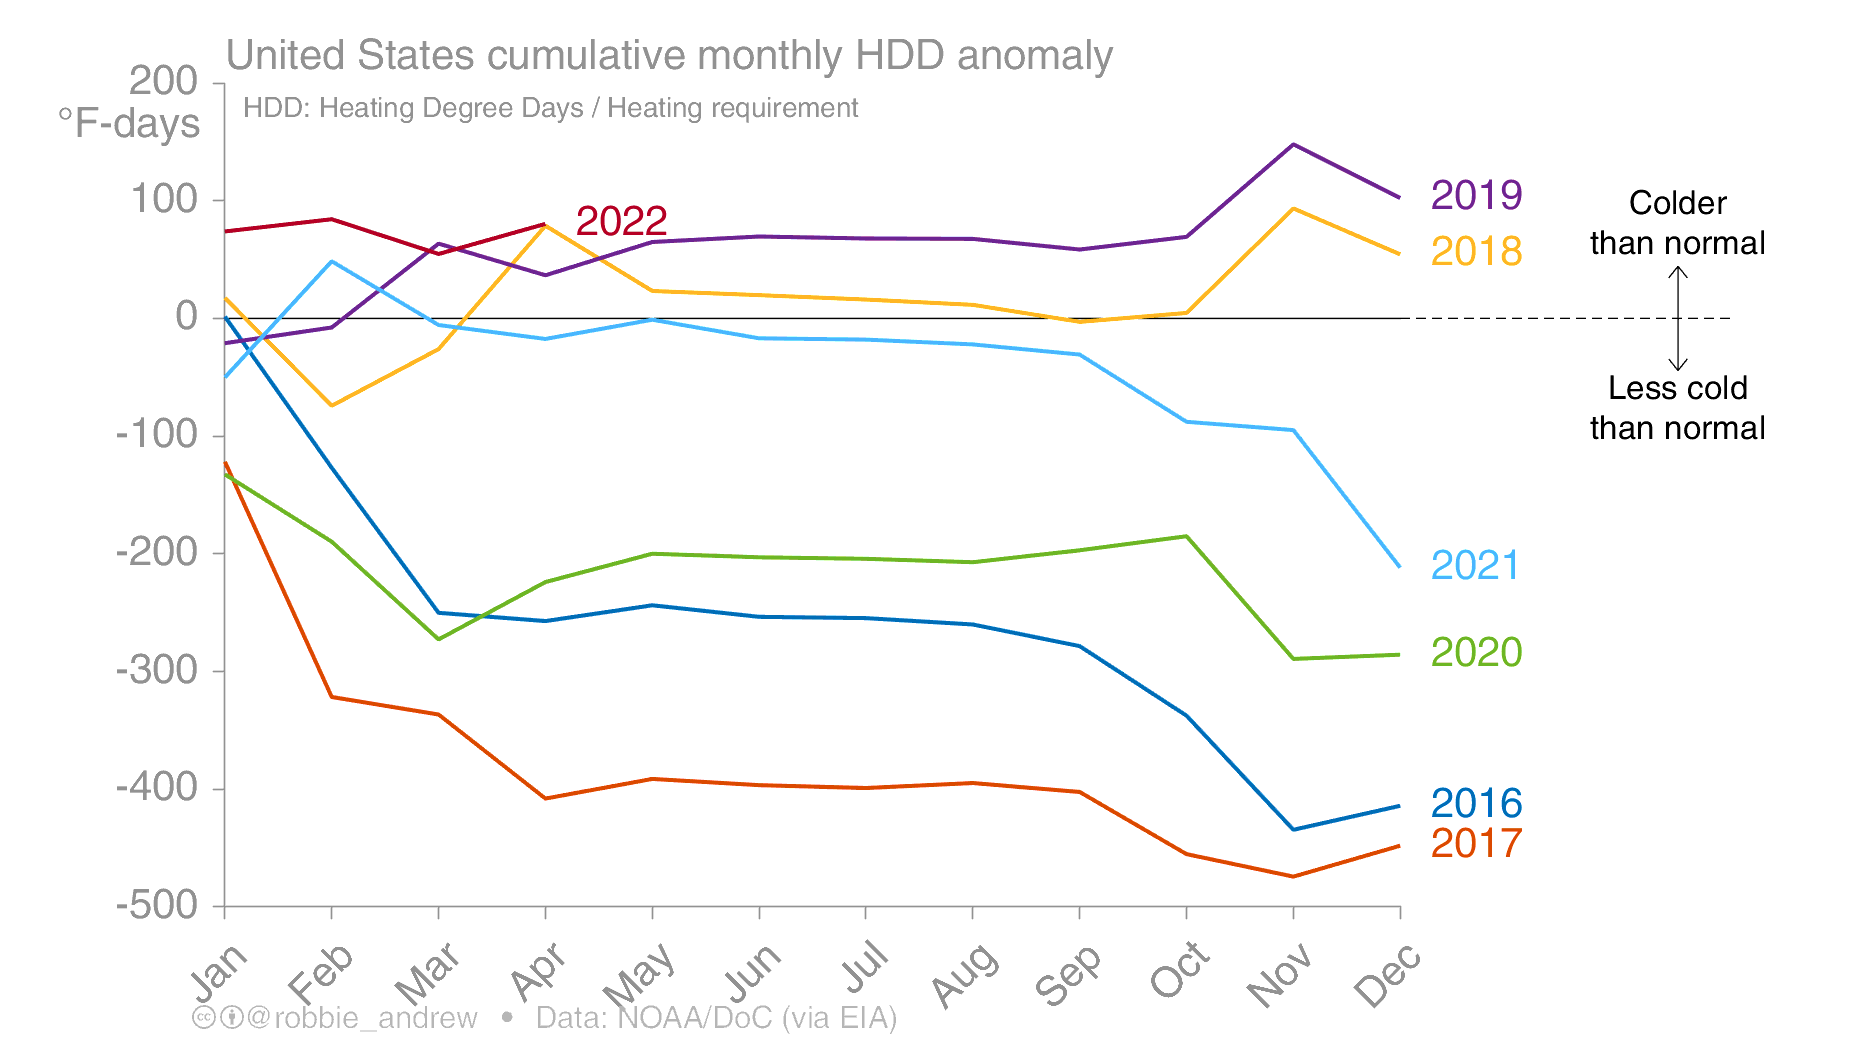 United States cumulative monthly HDD anomaly
HDD: Heating Degree Days / Heating requirement
200
°F-days
100
0
-100
-200
-300
-400
-500
2022
2019
2018
2021
2020
2016
2017
Colder
than normal
Less cold
than normal
Jan
Feb
Mar
Apr
May
Jun
Jul
Aug
Sep
Oct
Nov
Dec
cc @robbie_andrew • Data: NOAA/DoC (via EIA)